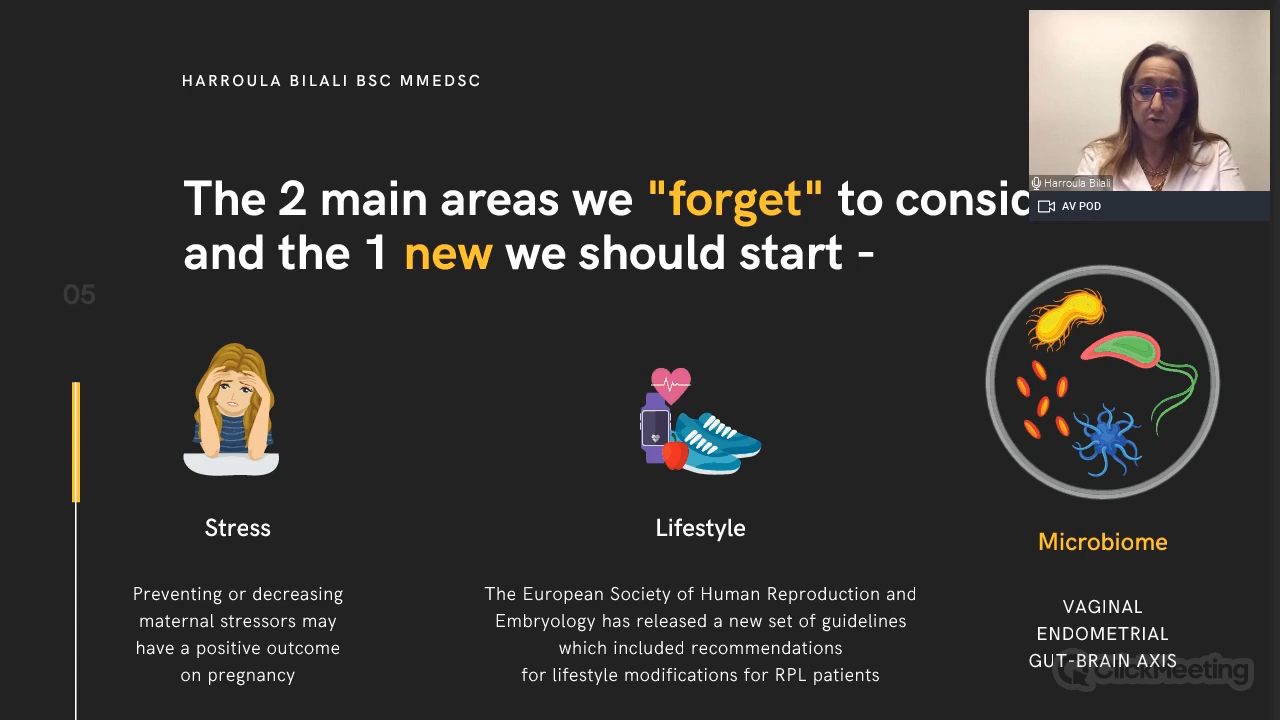 HARROULA BILALI BSC MMEDSC
The 2 main areas we "forget" to consid
and the 1 new we should start -
Harroula Bilali
AV POD
05
Stress
Preventing or decreasing
maternal stressors may
have a positive outcome
on pregnancy
Lifestyle
The European Society of Human Reproduction and
Embryology has released a new set of guidelines
which included recommendations
for lifestyle modifications for RPL patients
Microbiome
VAGINAL
ENDOMETRIAL
GUT-BRAIN AXIS
ClickMeeting